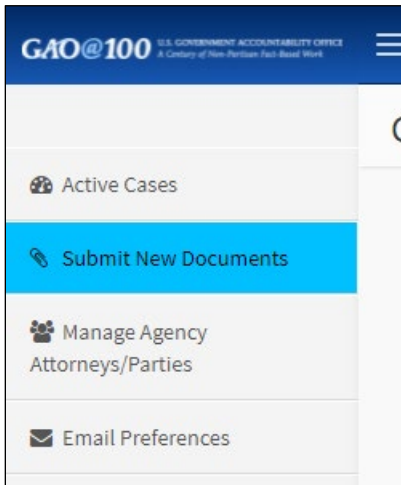 GAO@100 U.S. GOVERNMENT ACCOUNTABILITY OFFICE
A Century of Non-Partisan Fact-Based Work
Active Cases
Submit New Documents
Manage Agency
Attorneys/Parties
Email Preferences